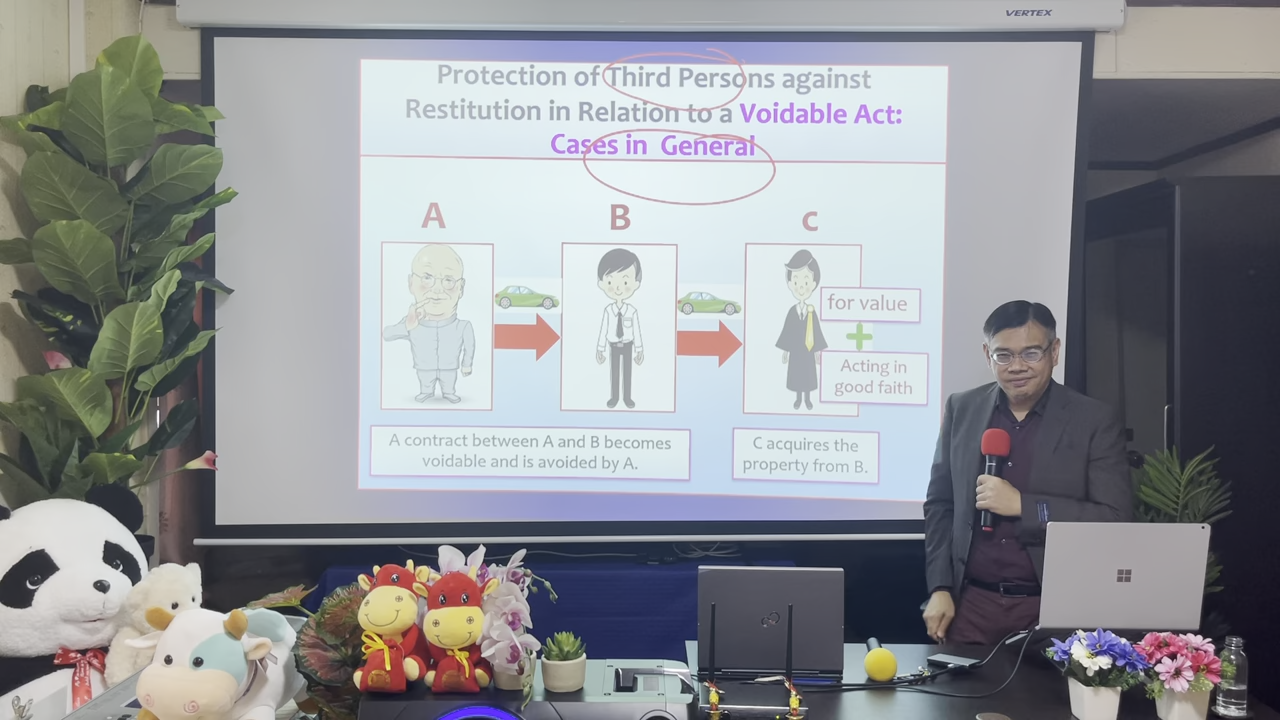 VERTEX
Protection of Third Persons against
Restitution in Relation to a Voidable Act:
Cases in General
A
B
c
for value
Acting in
good faith
A contract between A and B becomes
voidable and is avoided by A.
C acquires the
property from B.